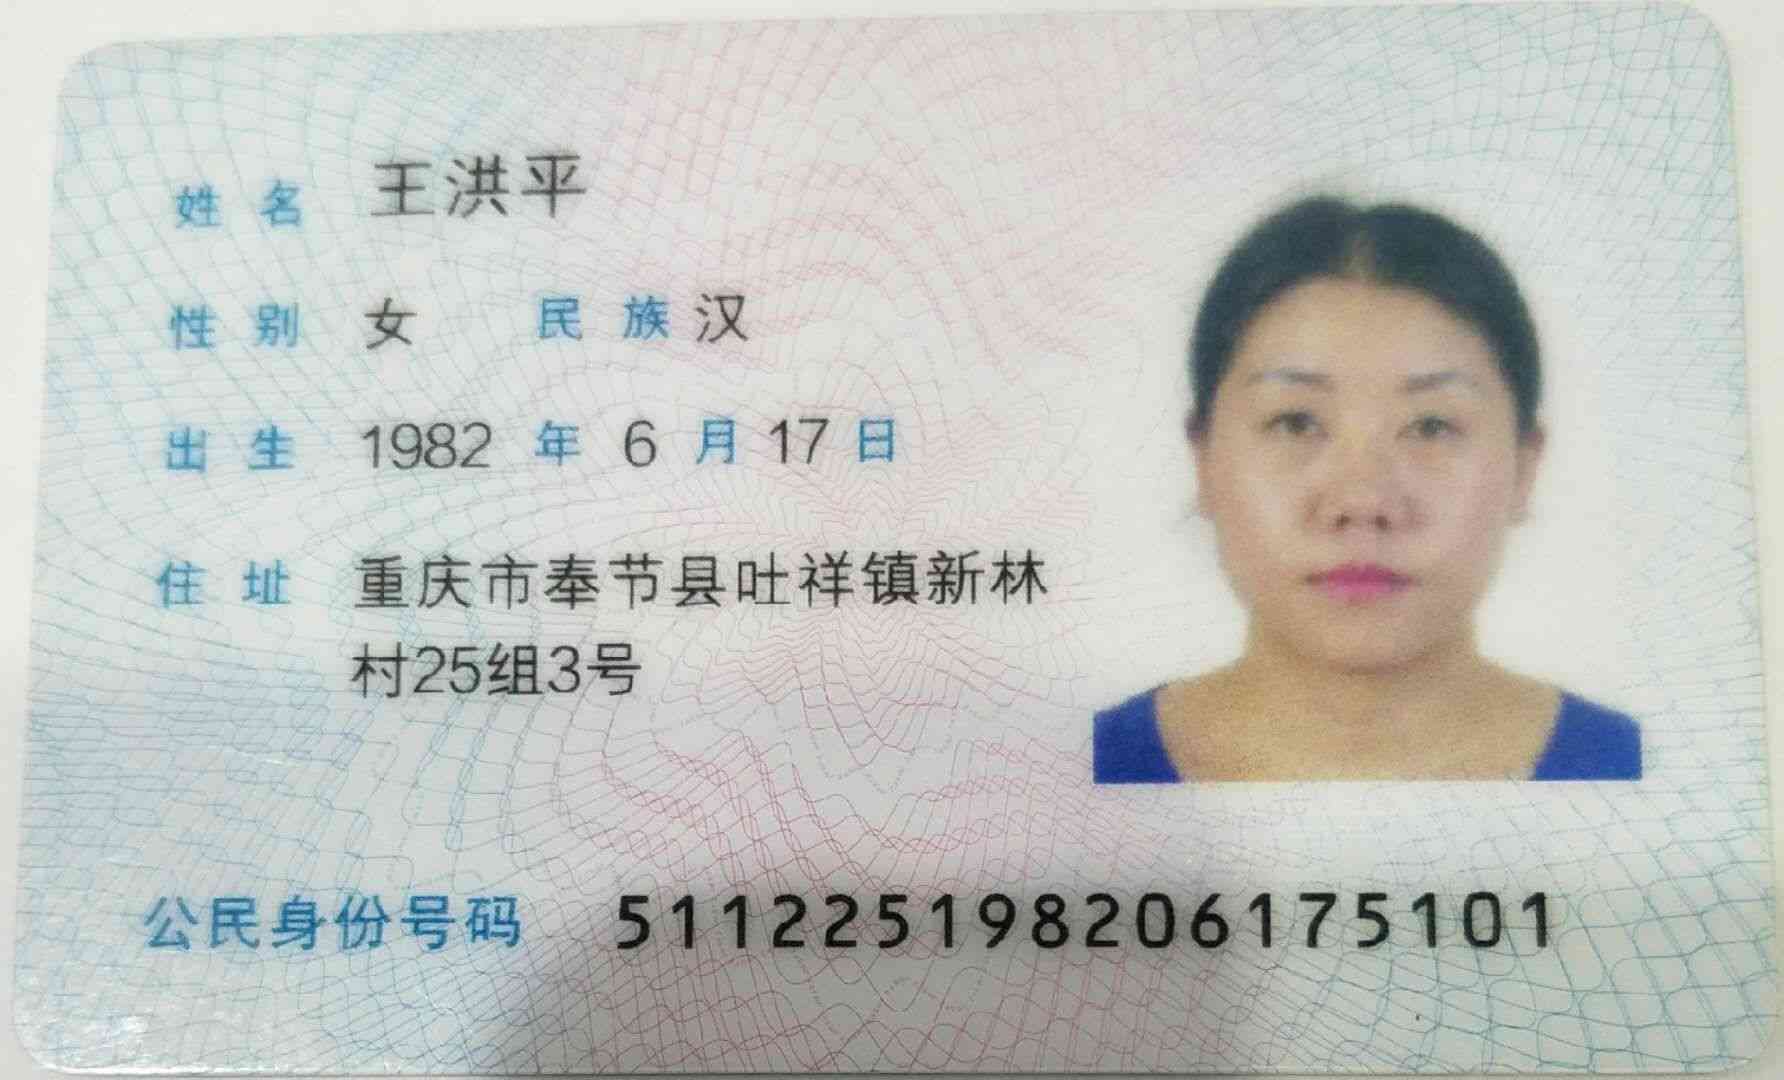 姓名 王洪平
性别 女 民族 汉
出生 1982 年 6 月 17 日
住址 重庆市奉节县吐祥镇新林
村25组3号
公民身份号码 511225198206175101